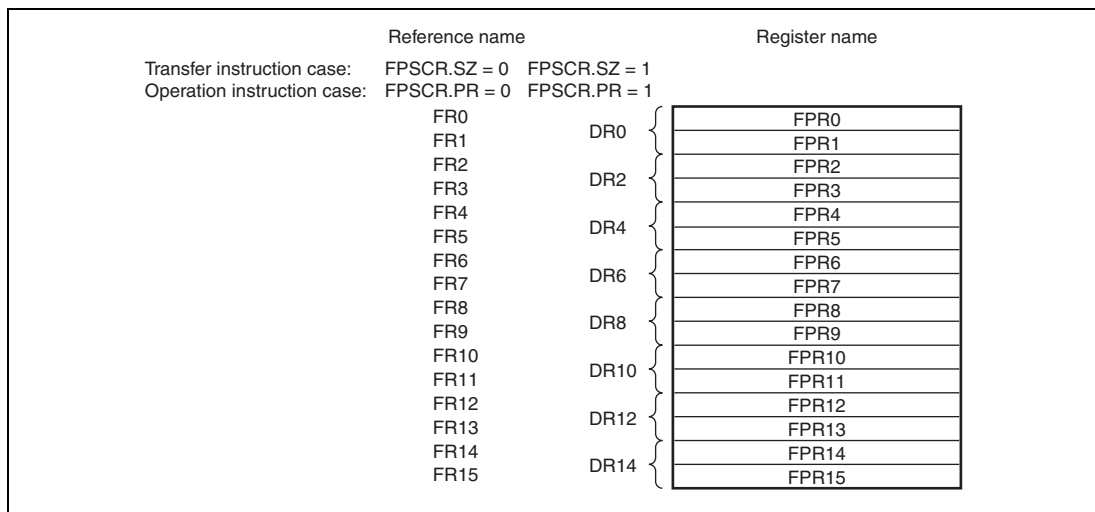 Reference name Register name
Transfer instruction case: FPSCR.SZ = 0 FPSCR.SZ = 1
Operation instruction case: FPSCR.PR = 0 FPSCR.PR = 1
FR0 FPR0
DR0
FR1 FPR1
FR2 FPR2
DR2
FR3 FPR3
FR4 FPR4
DR4
FR5 FPR5
FR6 FPR6
DR6
FR7 FPR7
FR8 FPR8
DR8
FR9 FPR9
FR10 FPR10
DR10
FR11 FPR11
FR12 FPR12
DR12
FR13 FPR13
FR14 FPR14
DR14
FR15 FPR15